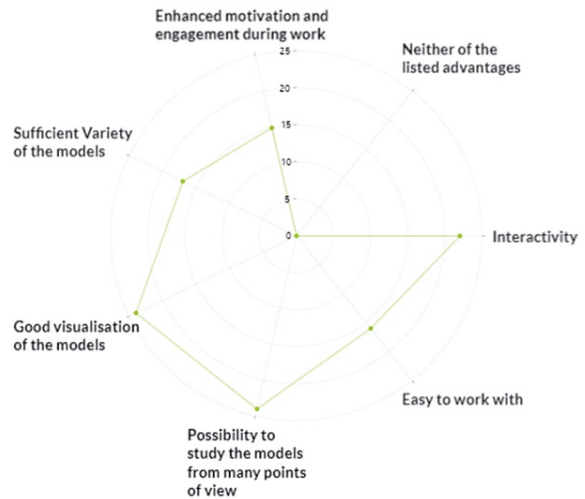 Enhanced motivation and
engagement during work
Neither of the
listed advantages
25
20
15
10
5
0
Sufficient Variety
of the models
Interactivity
Good visualisation
of the models
Easy to work with
Possibility to
study the models
from many points
of view